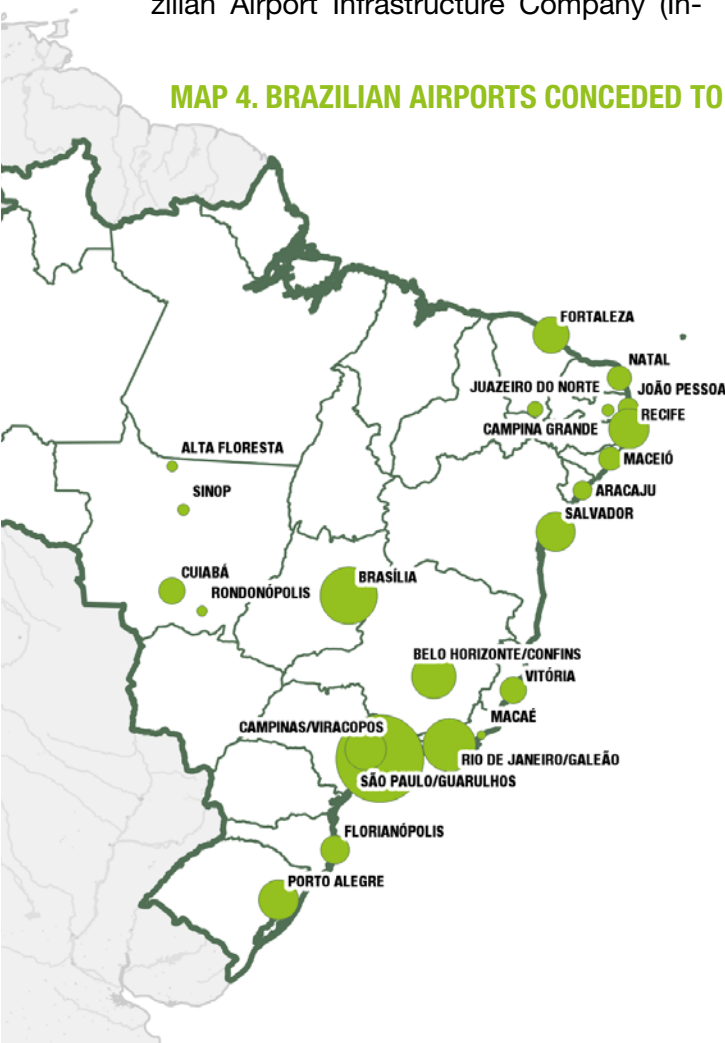 zilian Airport Infrastructure Company (In-
MAP 4. BRAZILIAN AIRPORTS CONCEDED TO
FORTALEZA
NATAL
JUAZEIRO DO NORTE
JOÃO PESSOA
RECIFE
CAMPINA GRANDE
ALTA FLORESTA
MACEIÓ
SINOP
ARACAJU
SALVADOR
CUIABÁ
BRASÍLIA
RONDONÓPOLIS
BELO HORIZONTE/CONFINS
VITÓRIA
MACAÉ
CAMPINAS/VIRACOPOS
RIO DE JANEIRO/GALEÃO
SÃO PAULO/GUARULHOS
FLORIANÓPOLIS
PORTO ALEGRE